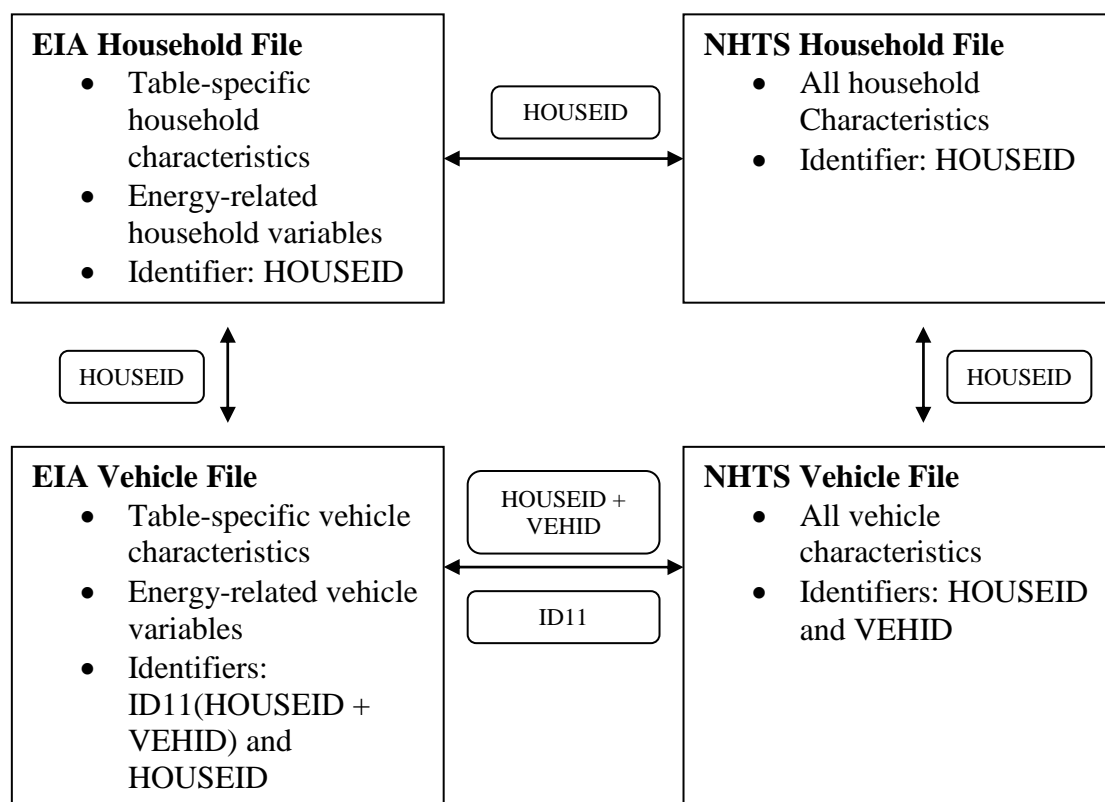 EIA Household File
• Table-specific
household
characteristics
• Energy-related
household variables
• Identifier: HOUSEID
HOUSEID
NHTS Household File
• All household
Characteristics
• Identifier: HOUSEID
HOUSEID
HOUSEID
EIA Vehicle File
• Table-specific vehicle
characteristics
• Energy-related vehicle
variables
• Identifiers:
ID11(HOUSEID +
VEHID) and
HOUSEID
HOUSEID +
VEHID
ID11
NHTS Vehicle File
• All vehicle
characteristics
• Identifiers: HOUSEID
and VEHID